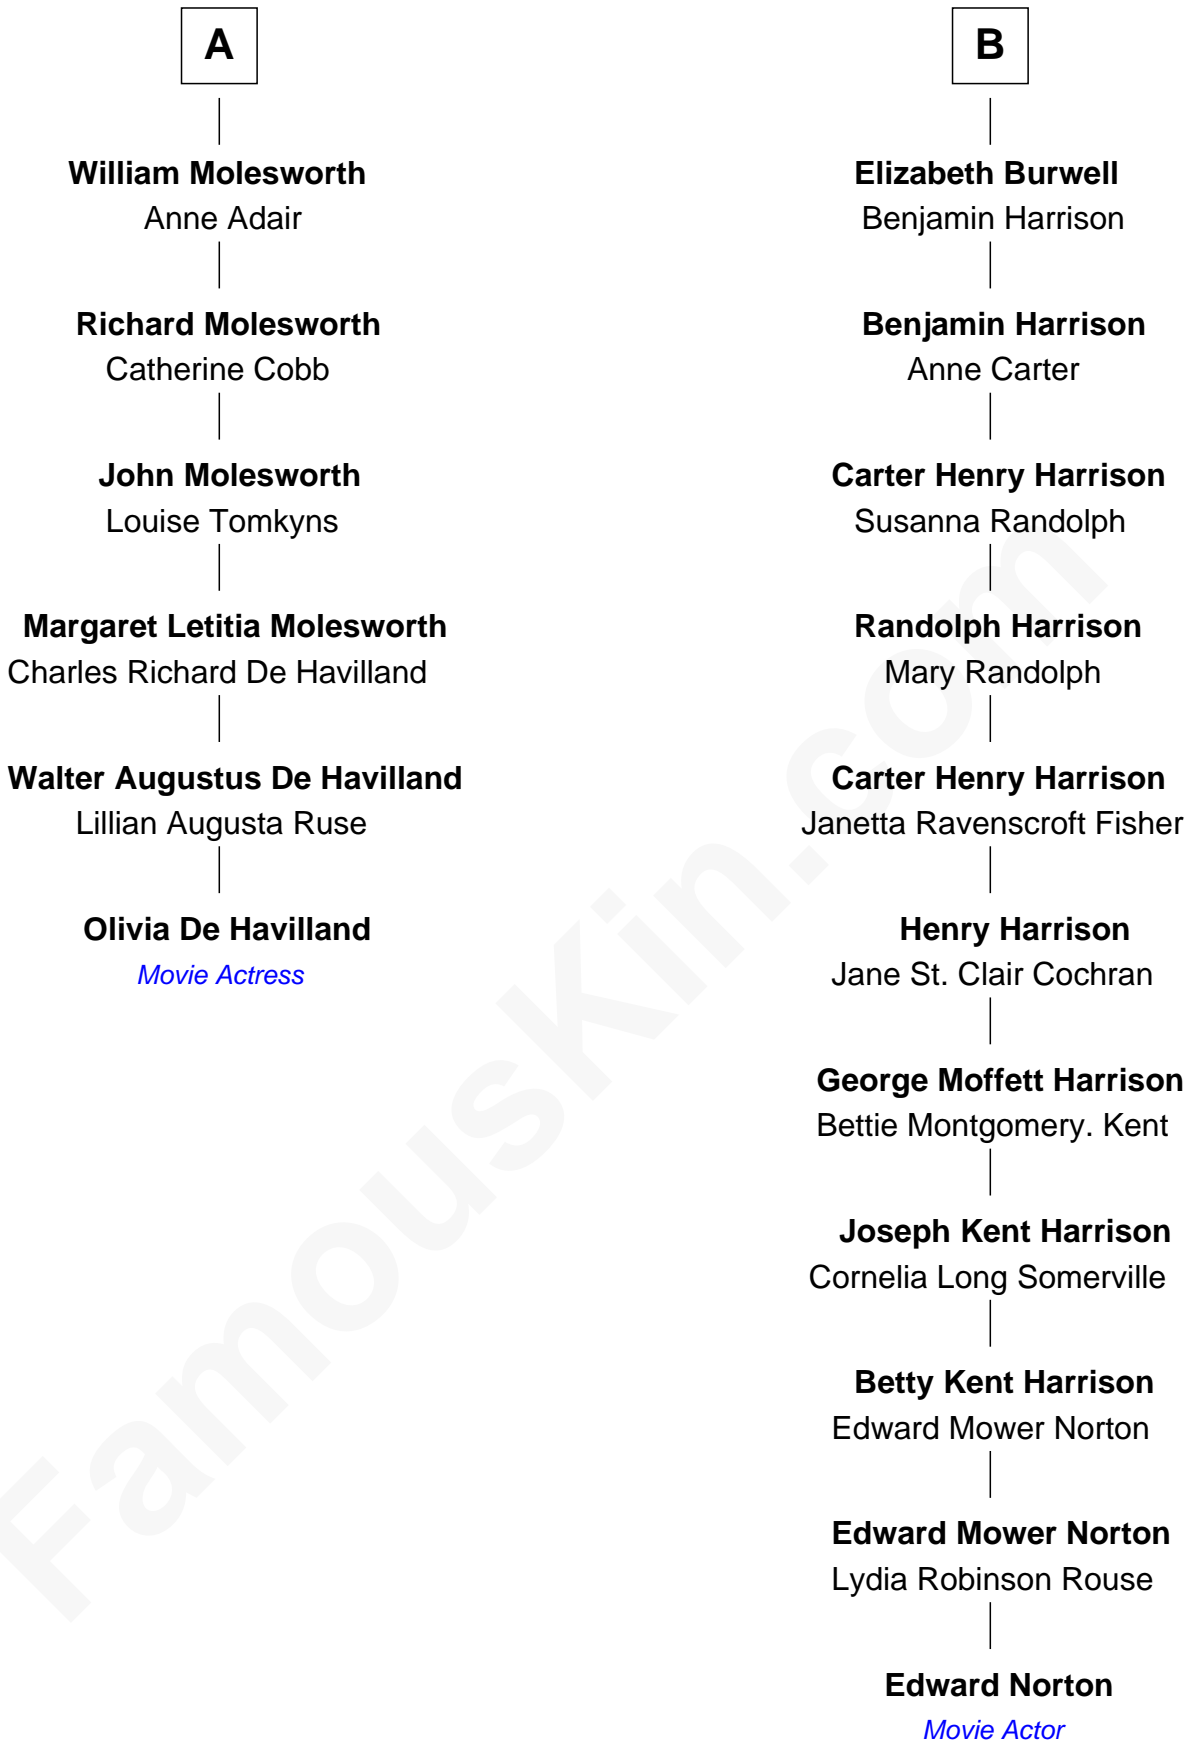 A
William Molesworth
Anne Adair
Richard Molesworth
Catherine Cobb
John Molesworth
Louise Tomkyns
Margaret Letitia Molesworth
Charles Richard De Havilland
Walter Augustus De Havilland
Lillian Augusta Ruse
Olivia De Havilland
Movie Actress
B
Elizabeth Burwell
Benjamin Harrison
Benjamin Harrison
Anne Carter
Carter Henry Harrison
Susanna Randolph
Randolph Harrison
Mary Randolph
Carter Henry Harrison
Janetta Ravenscroft Fisher
Henry Harrison
Jane St. Clair Cochran
George Moffett Harrison
Bettie Montgomery. Kent
Joseph Kent Harrison
Cornelia Long Somerville
Betty Kent Harrison
Edward Mower Norton
Edward Mower Norton
Lydia Robinson Rouse
Edward Norton
Movie Actor
FamousKin.com